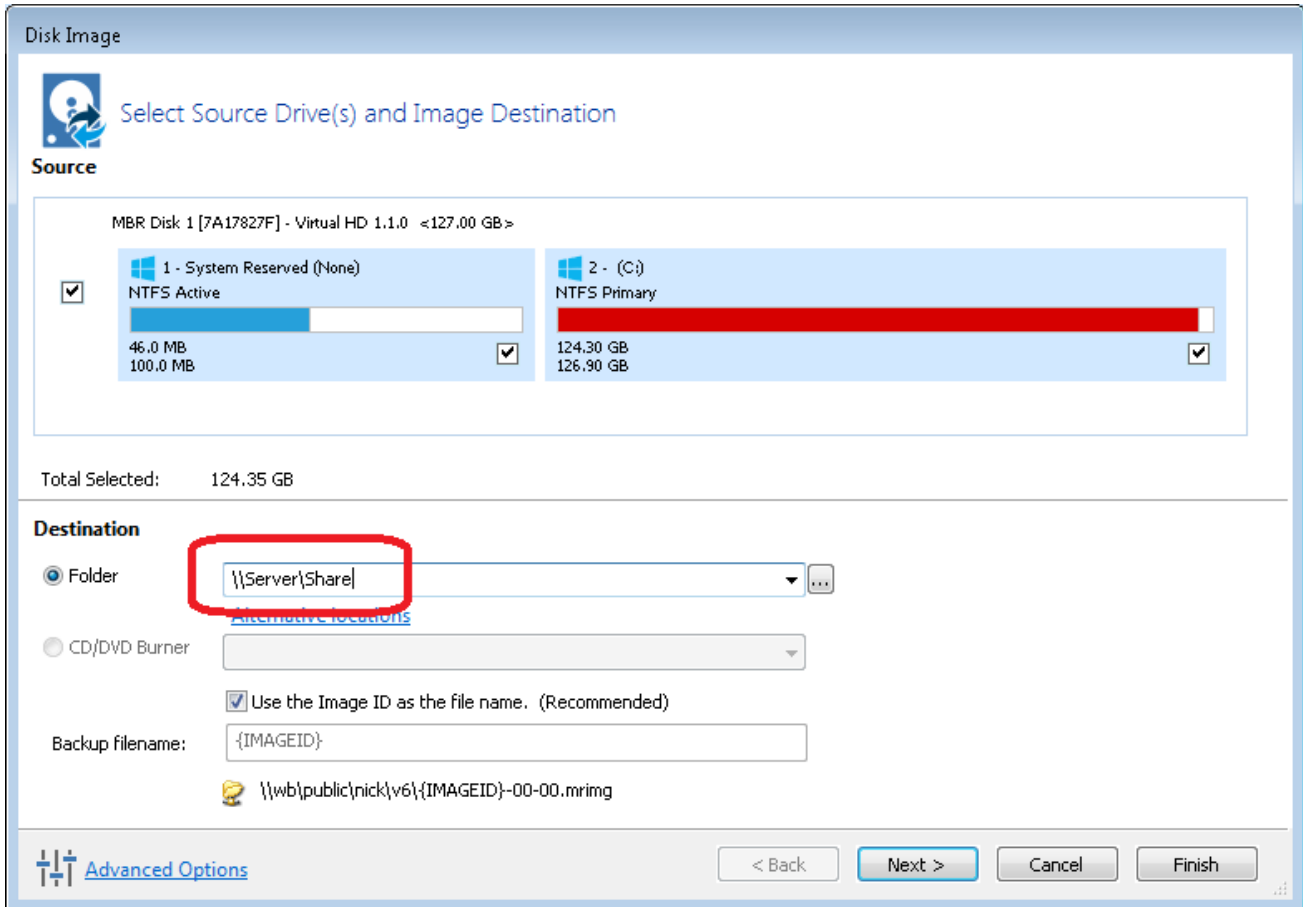 Disk Image
Select Source Drive(s) and Image Destination
Source
MBR Disk 1 [7A17827F] - Virtual HD 1.1.0 <127.00 GB>
1 - System Reserved (None)
NTFS Active
46.0 MB
100.0 MB
2 - (C:)
NTFS Primary
124.30 GB
126.90 GB
Total Selected: 124.35 GB
Destination
Folder \\Server\Share ...
Alternative locations
CD/DVD Burner
Use the Image ID as the file name. (Recommended)
Backup filename: {IMAGEID}
\\wb\public\nick\v6\{IMAGEID}-00-00.mrimg
Advanced Options < Back Next > Cancel Finish